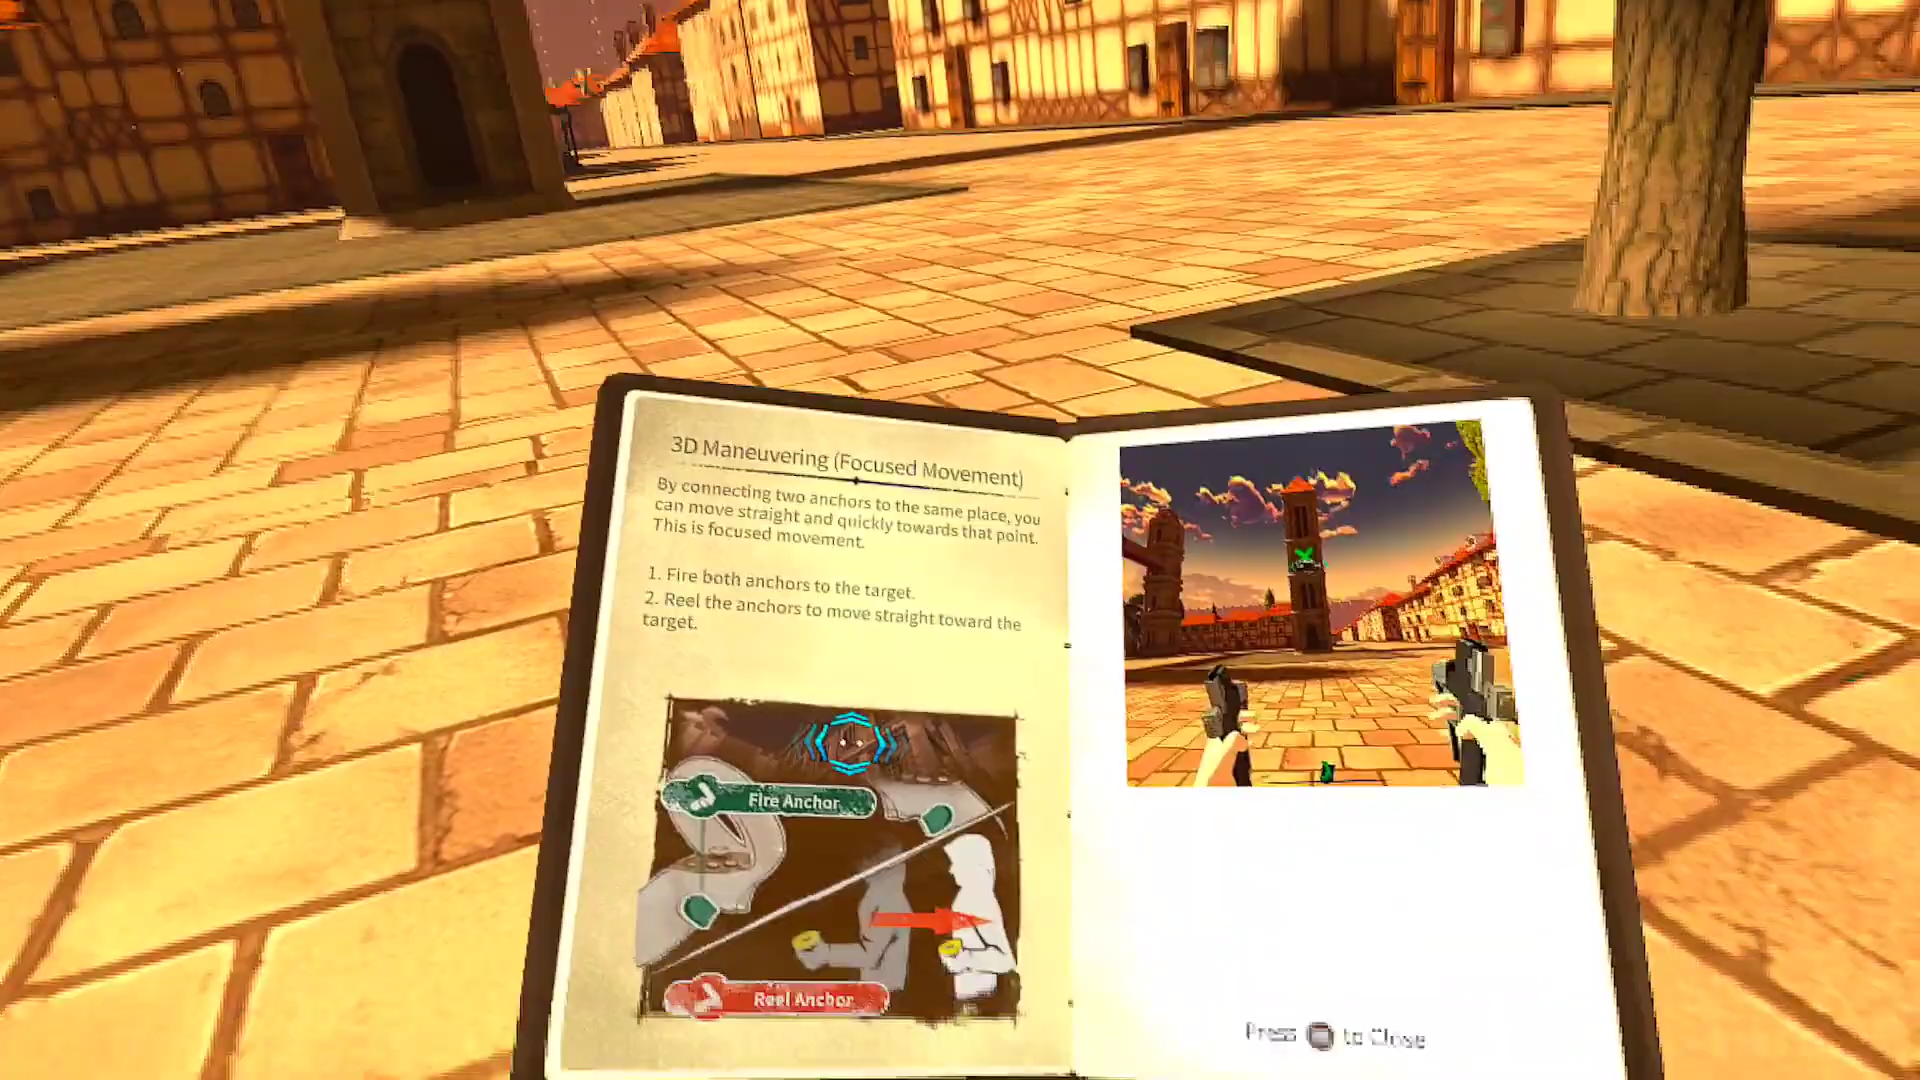 3D Maneuvering (Focused Movement)
By connecting two anchors to the same place, you
can move straight and quickly towards that point.
This is focused movement.
1. Fire both anchors to the target.
2. Reel the anchors to move straight toward the
target.
Fire Anchor
Reel Anchor
Press to Close